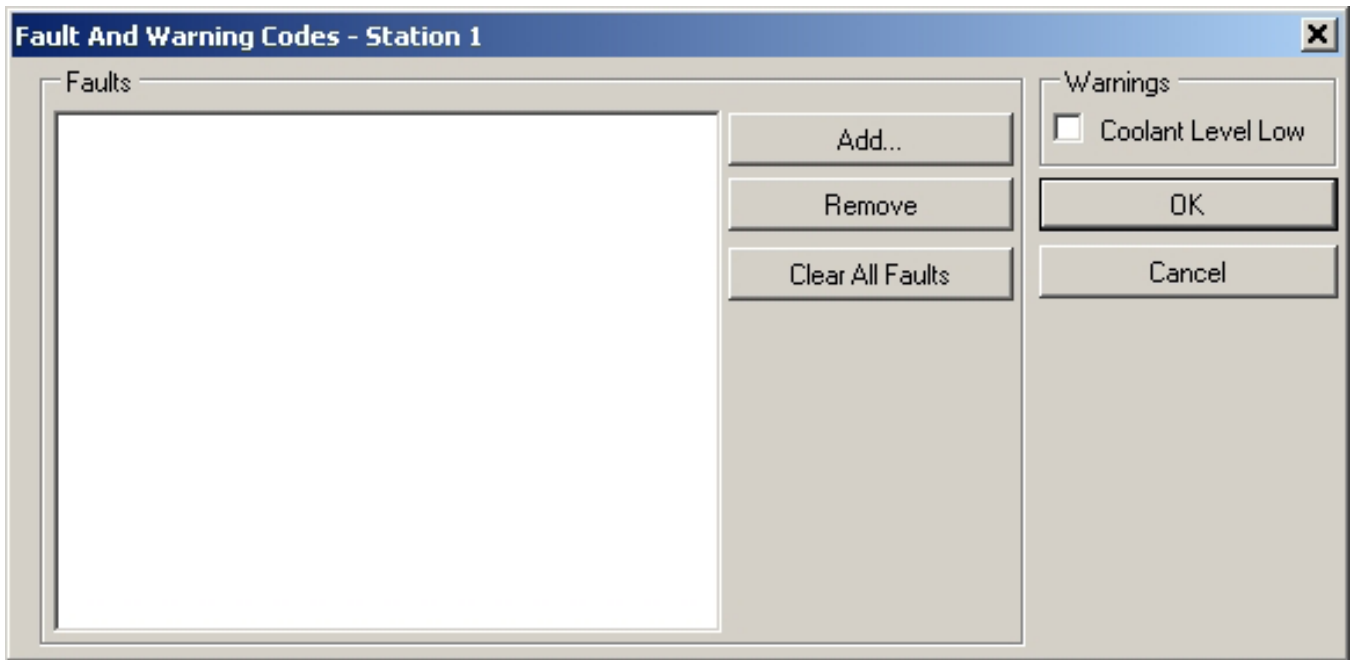 Fault And Warning Codes - Station 1
Faults
Add...
Remove
Clear All Faults
Warnings
Coolant Level Low
OK
Cancel